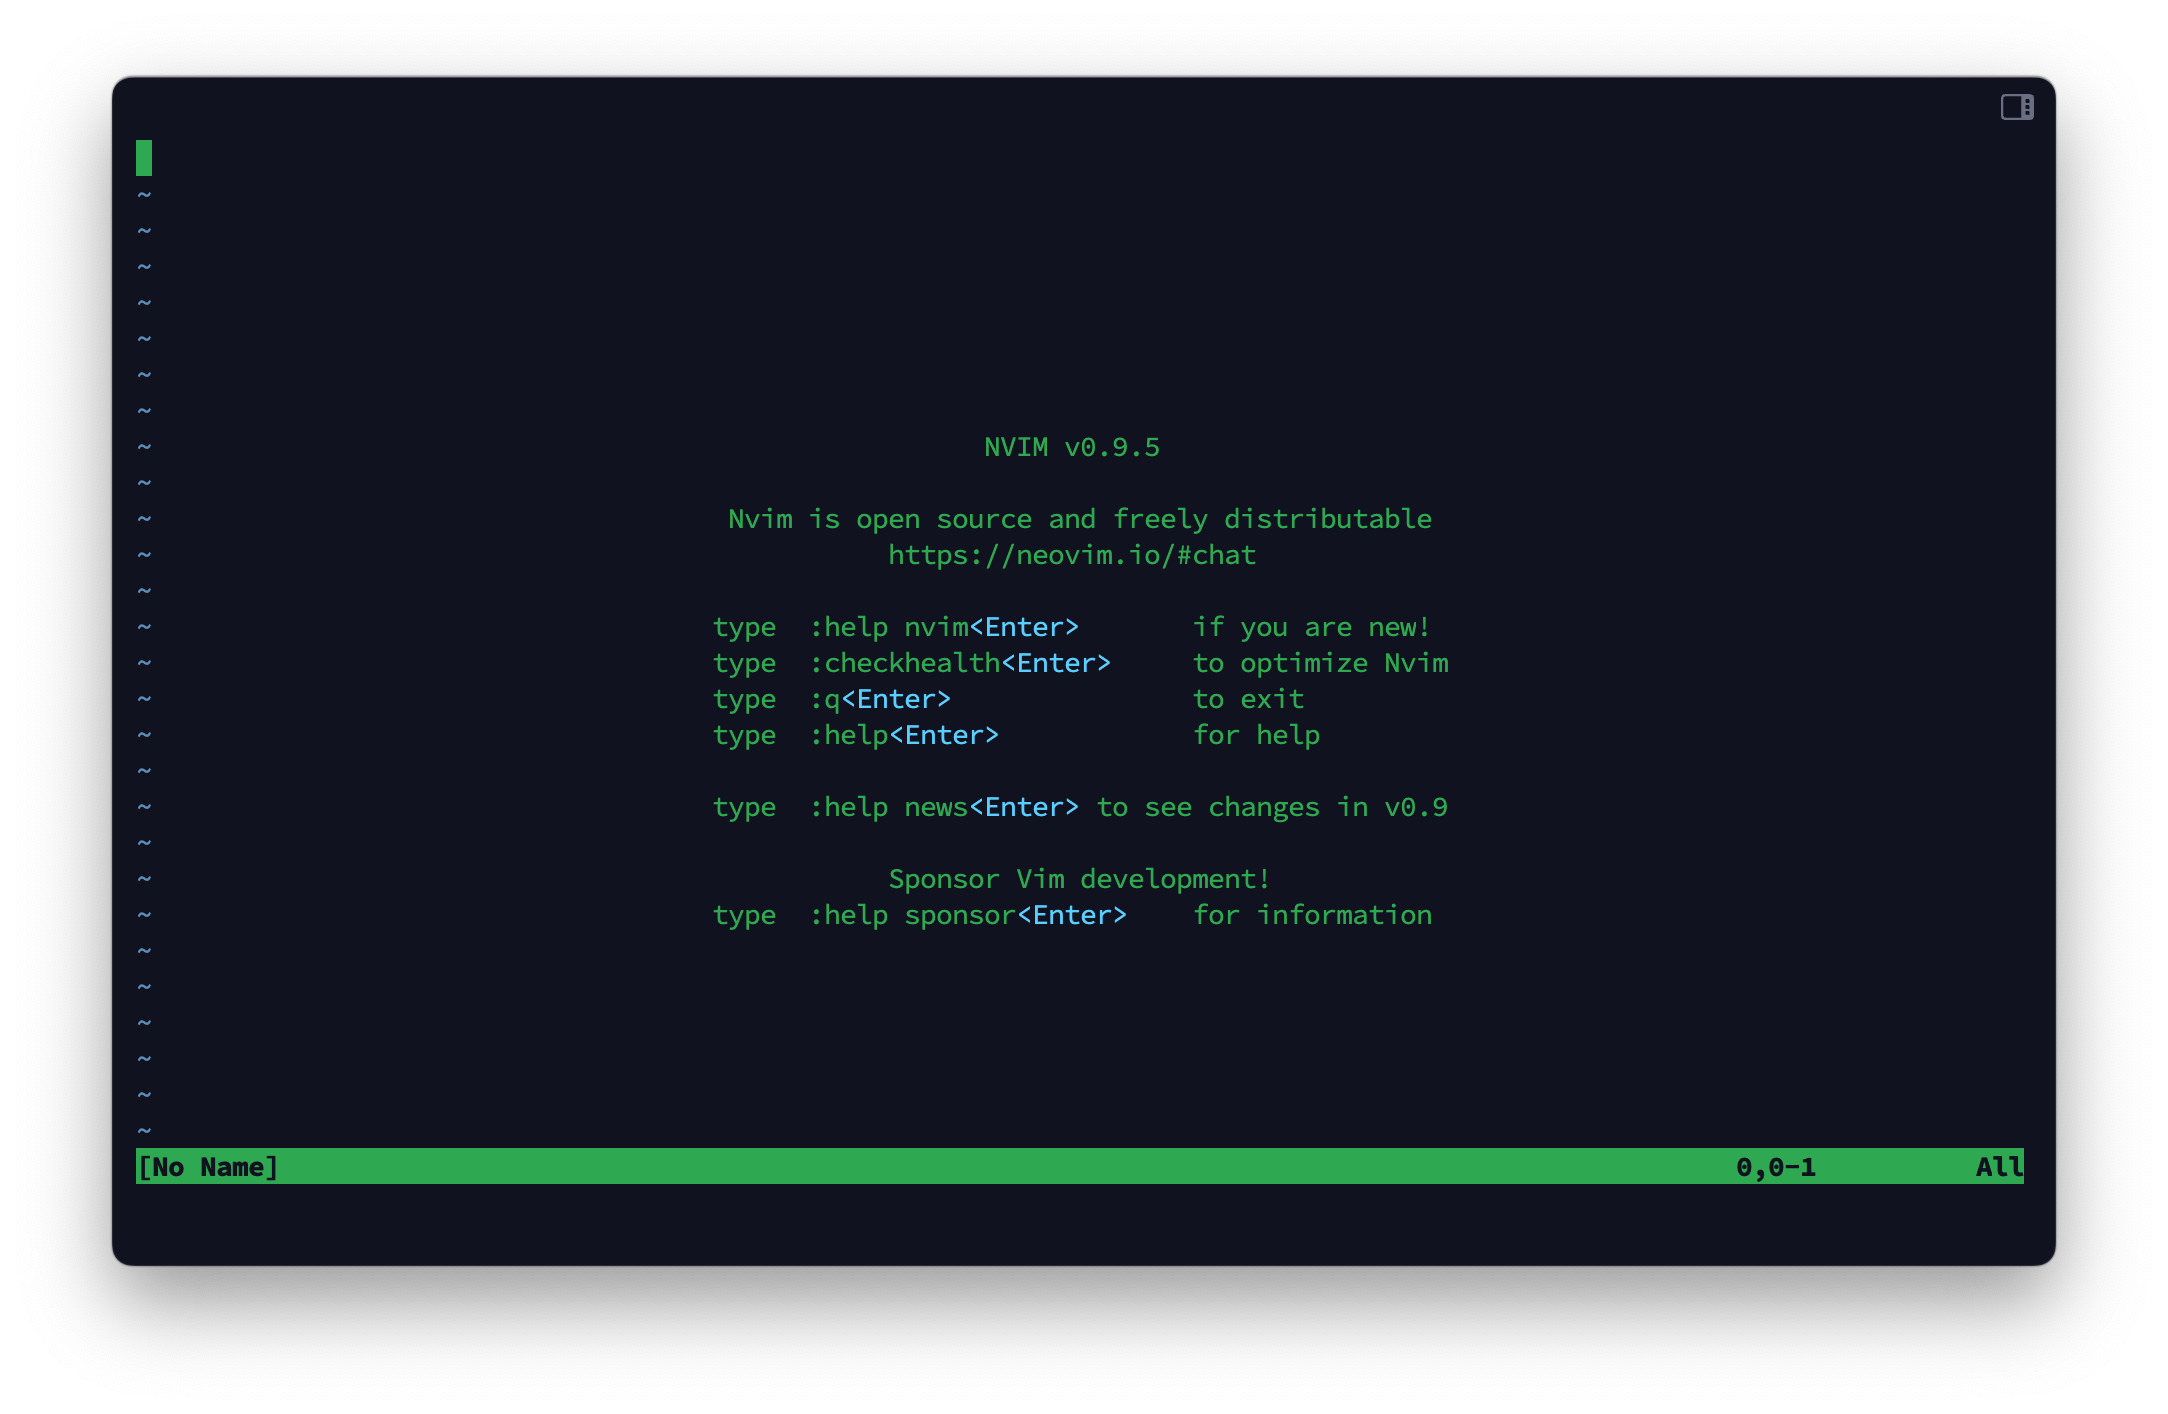 ~
~
~
~
~
~
~
~ NVIM v0.9.5
~
~ Nvim is open source and freely distributable
~ https://neovim.io/#chat
~
~ type  :help nvim<Enter>       if you are new!
~ type  :checkhealth<Enter>     to optimize Nvim
~ type  :q<Enter>               to exit
~ type  :help<Enter>            for help
~
~ type  :help news<Enter> to see changes in v0.9
~
~ Sponsor Vim development!
~ type  :help sponsor<Enter>    for information
~
~
~
~
~
~
[No Name] 0,0-1 All